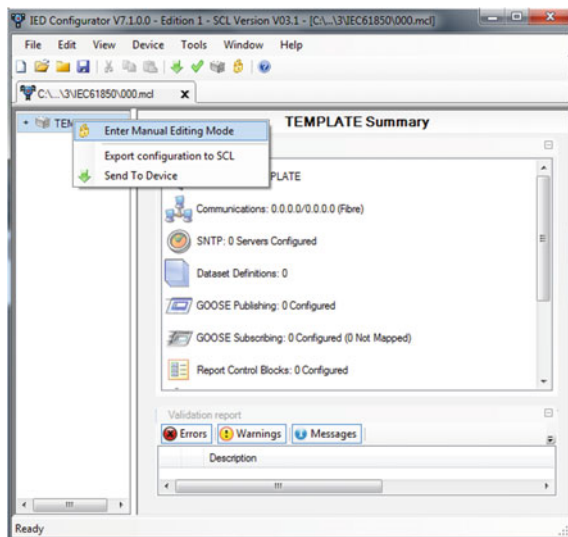 IED Configurator V7.1.0.0 - Edition 1 - SCL Version V03.1 - [C:\...\3\IEC61850\000.mcl]
File Edit View Device Tools Window Help
C:\...\3\IEC61850\000.mcl X
Enter Manual Editing Mode
Export configuration to SCL
Send To Device
TEMPLATE Summary
Communications: 0.0.0.0/0.0.0.0 (Fibre)
SNTP: 0 Servers Configured
Dataset Definitions: 0
GOOSE Publishing: 0 Configured
GOOSE Subscribing: 0 Configured (0 Not Mapped)
Report Control Blocks: 0 Configured
Validation report
Errors Warnings Messages
Description
Ready